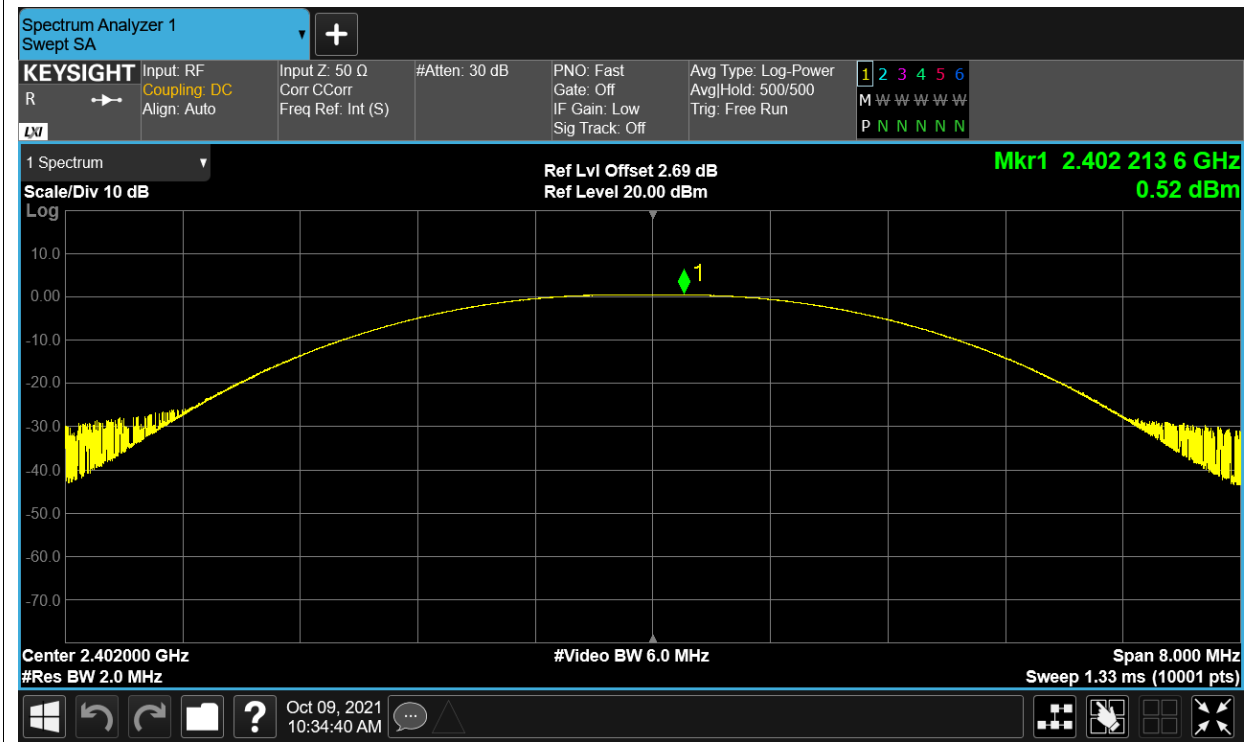 Spectrum Analyzer 1
Swept SA
KEYSIGHT
R
LXI
Input: RF
Coupling: DC
Align: Auto
Input Z: 50 Ω
Corr CCorr
Freq Ref: Int (S)
#Atten: 30 dB
PNO: Fast
Gate: Off
IF Gain: Low
Sig Track: Off
Avg Type: Log-Power
Avg|Hold: 500/500
Trig: Free Run
1 2 3 4 5 6
M W W W W W
P N N N N N
1 Spectrum
Scale/Div 10 dB
Ref Lvl Offset 2.69 dB
Ref Level 20.00 dBm
Mkr1 2.402 213 6 GHz
0.52 dBm
Log
10.0
0.00
-10.0
-20.0
-30.0
-40.0
-50.0
-60.0
-70.0
1
Center 2.402000 GHz
#Video BW 6.0 MHz
Span 8.000 MHz
#Res BW 2.0 MHz
Sweep 1.33 ms (10001 pts)
?
Oct 09, 2021
10:34:40 AM